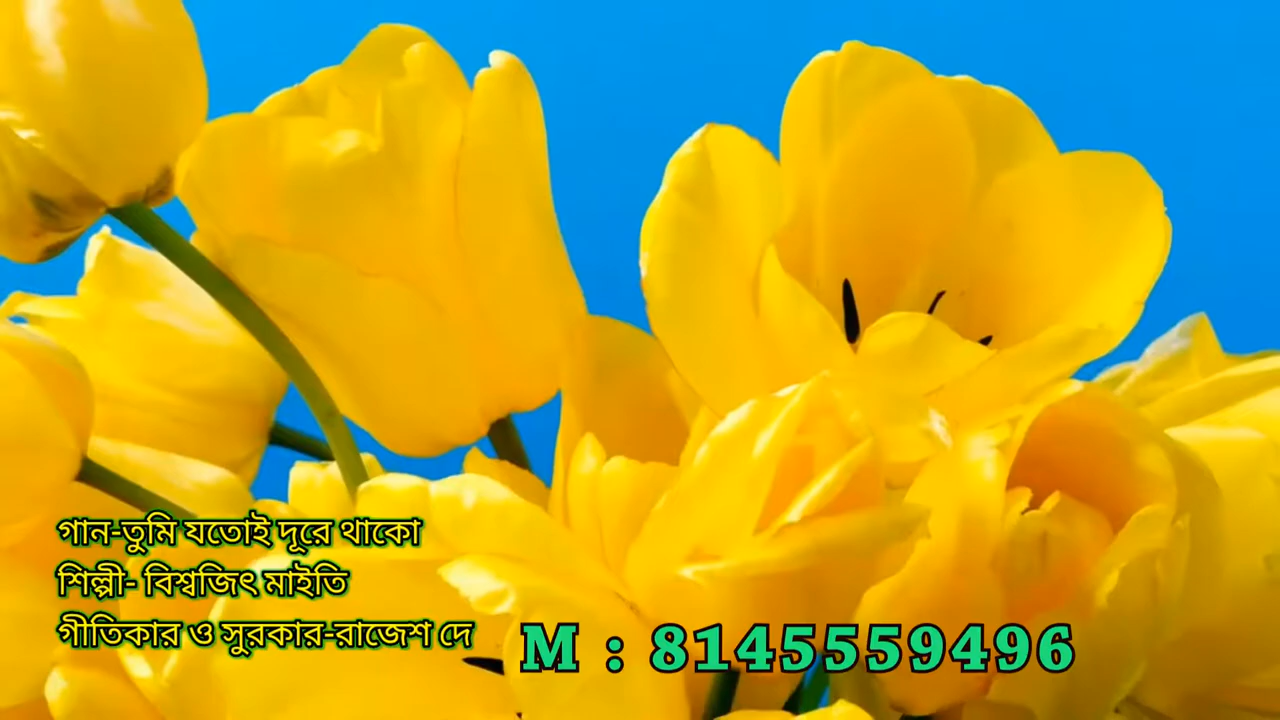 গান-তুমি যতোই দূরে থাকো
শিল্পী- বিশ্বজিৎ মাইতি
গীতিকার ও সুরকার-রাজেশ দে
M : 8145559496